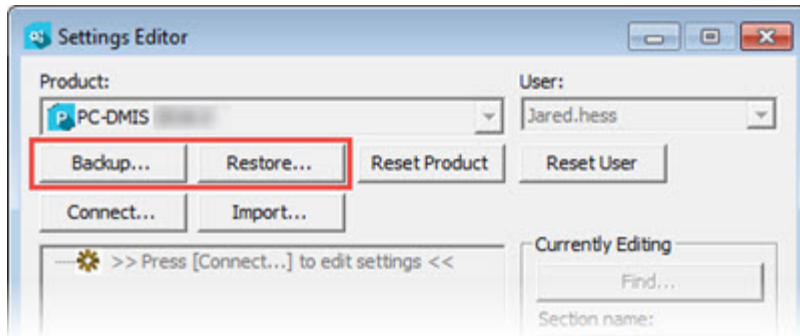 Settings Editor
Product: User:
PC-DMIS Jared.hess
Backup... Restore... Reset Product Reset User
Connect... Import...
>> Press [Connect...] to edit settings << Currently Editing
Find...
Section name: